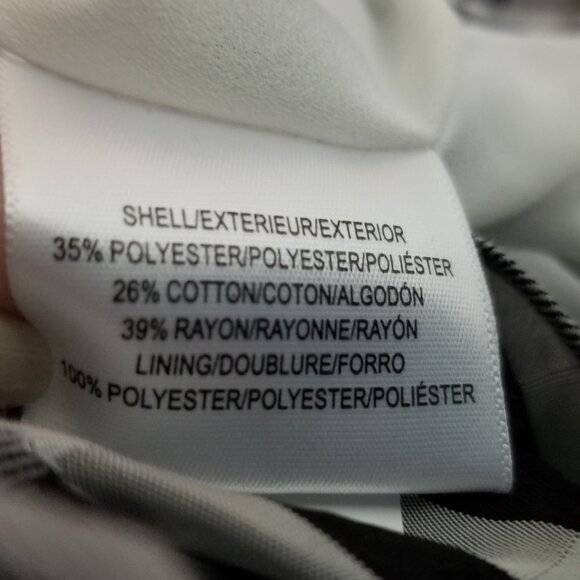 SHELL/EXTERIEUR/EXTERIOR
35% POLYESTER/POLYESTER/POLIÉSTER
26% COTTON/COTON/ALGODÓN
39% RAYON/RAYONNE/RAYÓN
LINING/DOUBLURE/FORRO
100% POLYESTER/POLYESTER/POLIÉSTER